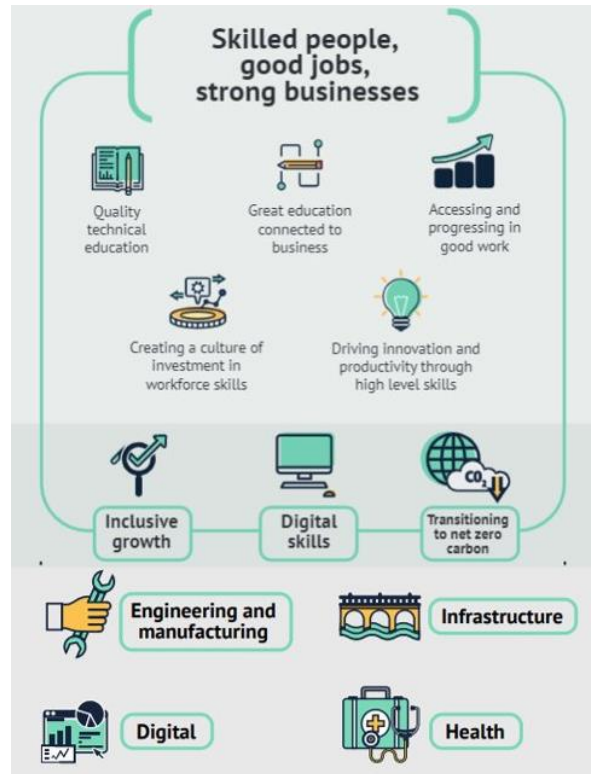 Skilled people,
good jobs,
strong businesses
Quality
technical
education
Great education
connected to
business
Accessing and
progressing in
good work
Creating a culture of
investment in
workforce skills
Driving innovation and
productivity through
high level skills
CO2
Inclusive
growth
Digital
skills
Transitioning
to net zero
carbon
Engineering and
manufacturing
Infrastructure
Digital
Health